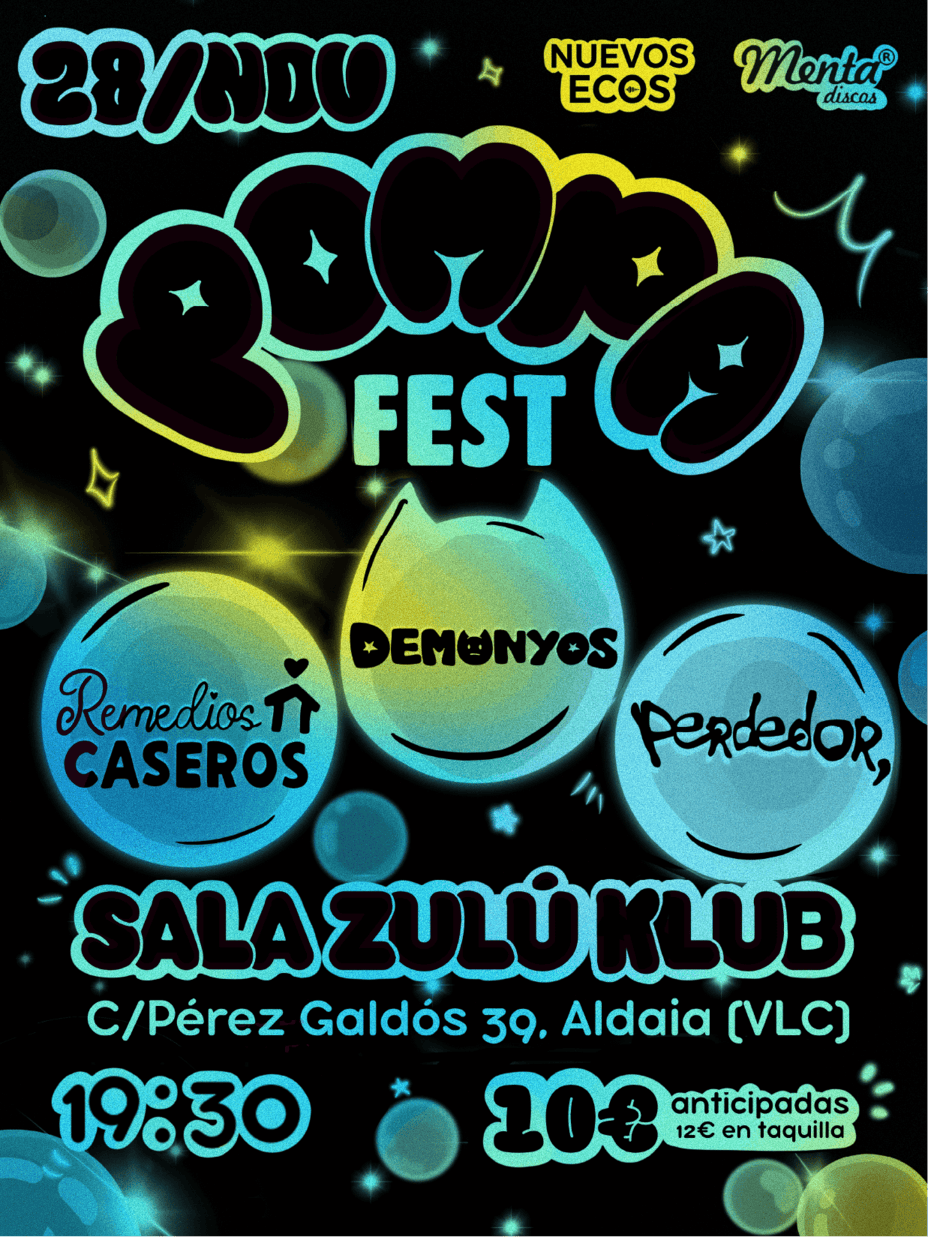 28/NOV
NUEVOS
ECOS
Menta®
discos
POMPA
FEST
DEMONYOS
Remedios
CASEROS
perdedor,
SALA ZULÚ KLUB
C/Pérez Galdós 39, Aldaia (VLC)
19:30
10€ anticipadas
12€ en taquilla